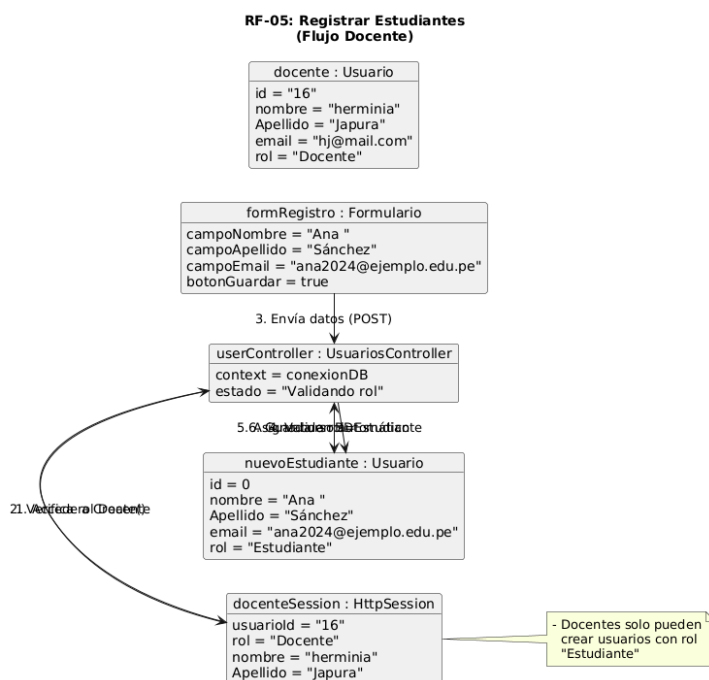 RF-05: Registrar Estudiantes
(Flujo Docente)
docente : Usuario
id = "16"
nombre = "herminia"
Apellido = "Japura"
email = "hj@mail.com"
rol = "Docente"
formRegistro : Formulario
campoNombre = "Ana "
campoApellido = "Sánchez"
campoEmail = "ana2024@ejemplo.edu.pe"
botonGuardar = true
3. Envía datos (POST)
userController : UsuariosController
context = conexionDB
estado = "Validando rol"
nuevoEstudiante : Usuario
id = 0
nombre = "Ana "
Apellido = "Sánchez"
email = "ana2024@ejemplo.edu.pe"
rol = "Estudiante"
docenteSession : HttpSession
usuarioId = "16"
rol = "Docente"
nombre = "herminia"
Apellido = "Japura"
- Docentes solo pueden
crear usuarios con rol
"Estudiante"